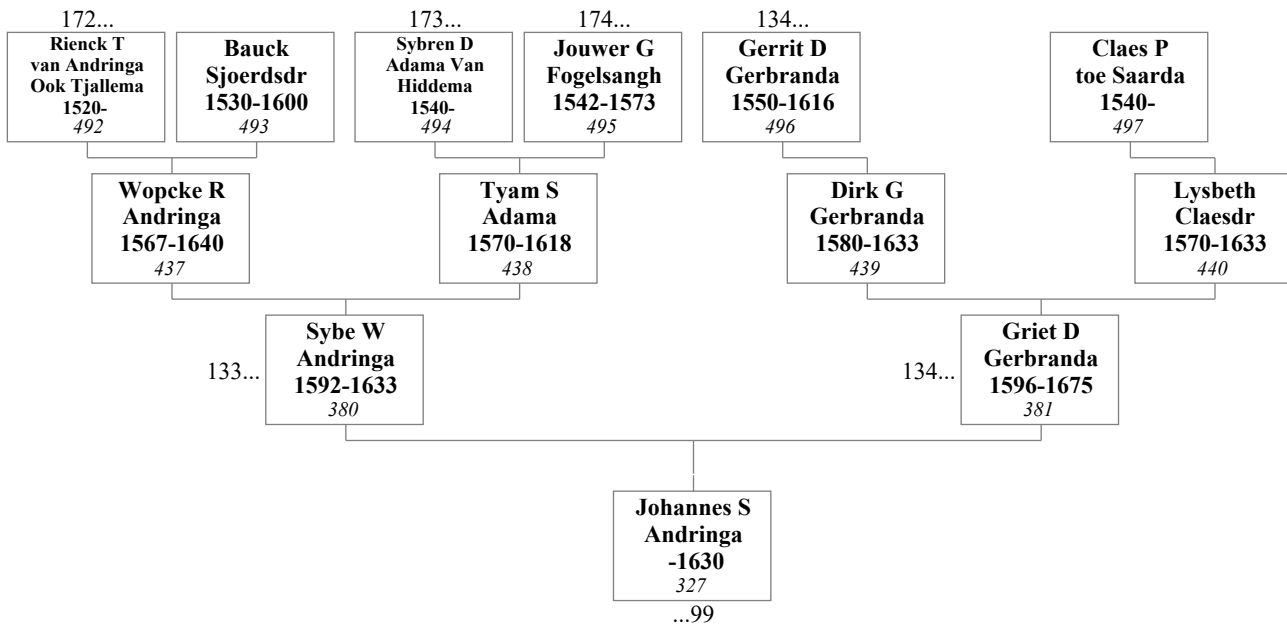 172...
173...
174...
134...
Rienck T
van Andringa
Ook Tjallema
1520-
492
Bauck
Sjoerdsdr
1530-1600
493
Sybren D
Adama Van
Hiddema
1540-
494
Jouwer G
Fogelsangh
1542-1573
495
Gerrit D
Gerbranda
1550-1616
496
Claes P
toe Saarda
1540-
497
Wopcke R
Andringa
1567-1640
437
Tyam S
Adama
1570-1618
438
Dirk G
Gerbranda
1580-1633
439
Lysbeth
Claesdr
1570-1633
440
133...
Sybe W
Andringa
1592-1633
380
134...
Griet D
Gerbranda
1596-1675
381
Johannes S
Andringa
-1630
327
...99